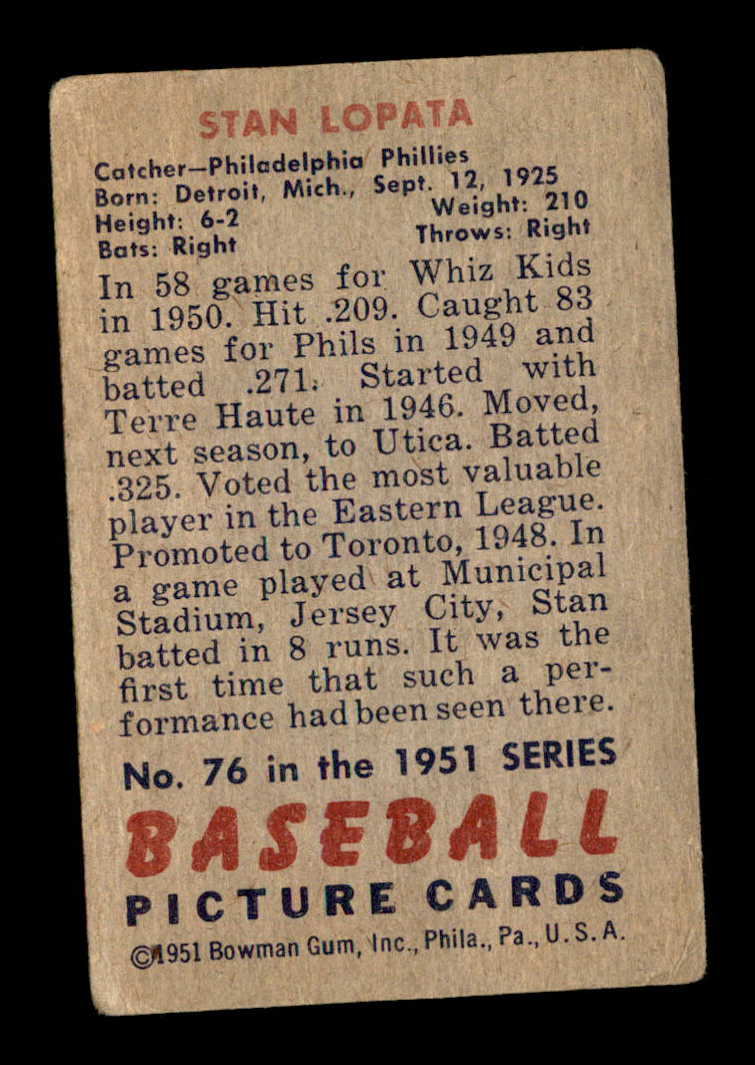 STAN LOPATA
Catcher—Philadelphia Phillies
Born: Detroit, Mich., Sept. 12, 1925
Height: 6-2 Weight: 210
Bats: Right Throws: Right
In 58 games for Whiz Kids
in 1950. Hit .209. Caught 83
games for Phils in 1949 and
batted .271. Started with
Terre Haute in 1946. Moved,
next season, to Utica. Batted
.325. Voted the most valuable
player in the Eastern League.
Promoted to Toronto, 1948. In
a game played at Municipal
Stadium, Jersey City, Stan
batted in 8 runs. It was the
first time that such a per-
formance had been seen there.
No. 76 in the 1951 SERIES
BASEBALL
PICTURE CARDS
©1951 Bowman Gum, Inc., Phila., Pa., U.S.A.